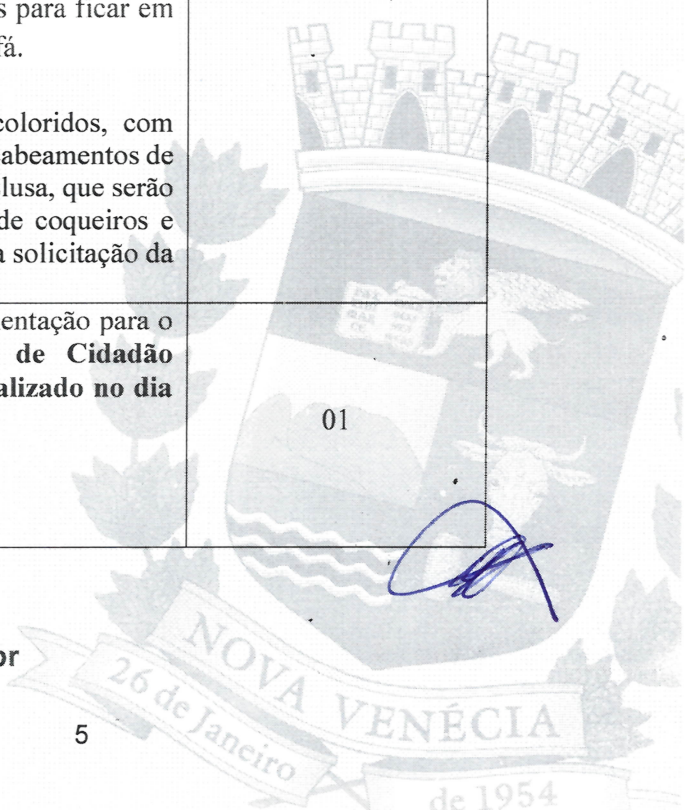 s para ficar em
fá.
coloridos, com
abeamentos de
lusa, que serão
de coqueiros e
a solicitação da
entação para o
de Cidadão
alizado no dia
01
or
5
NOVA VENÉCIA
26 de Janeiro
de 1954